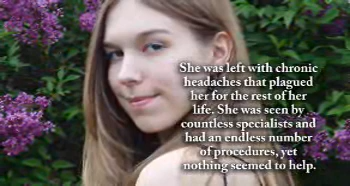 She was left with chronic
headaches that plagued
her for the rest of her
life. She was seen by
countless specialists and
had an endless number
of procedures, yet
nothing seemed to help.